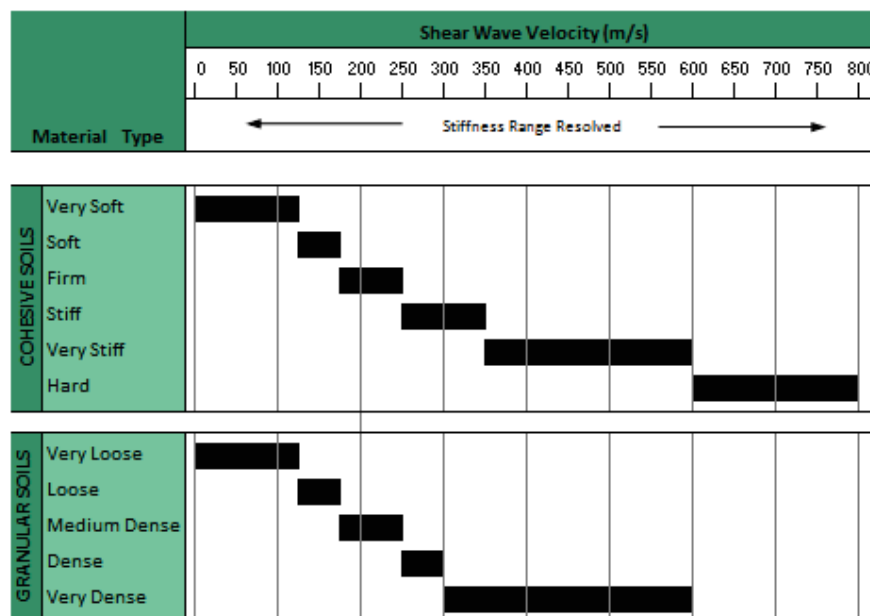 Shear Wave Velocity (m/s)
0 50 100 150 200 250 300 350 400 450 500 550 600 650 700 750 800
Stiffness Range Resolved
Material Type
COHESIVE SOILS
Very Soft
Soft
Firm
Stiff
Very Stiff
Hard
GRANULAR SOILS
Very Loose
Loose
Medium Dense
Dense
Very Dense